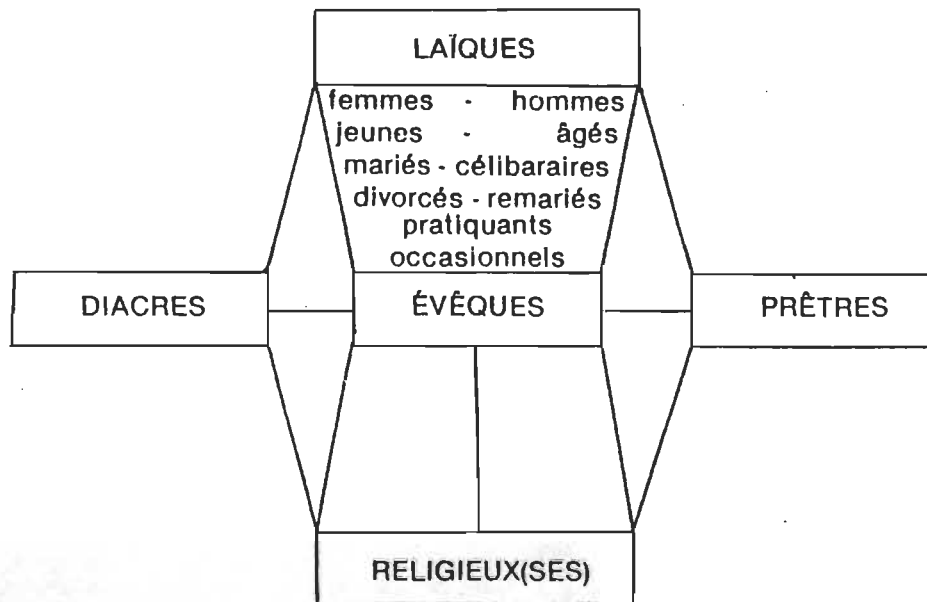 LAÏQUES
femmes - hommes
jeunes - âgés
mariés - célibaraires
divorcés - remariés
pratiquants
occasionnels
DIACRES ÉVÊQUES PRÊTRES
RELIGIEUX(SES)